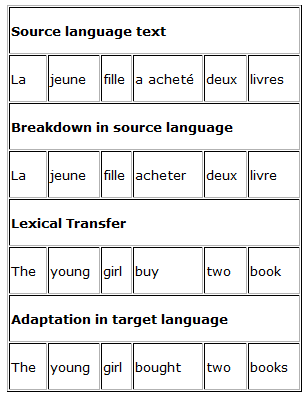 Source language text
La jeune fille a acheté deux livres
Breakdown in source language
La jeune fille acheter deux livre
Lexical Transfer
The young girl buy two book
Adaptation in target language
The young girl bought two books